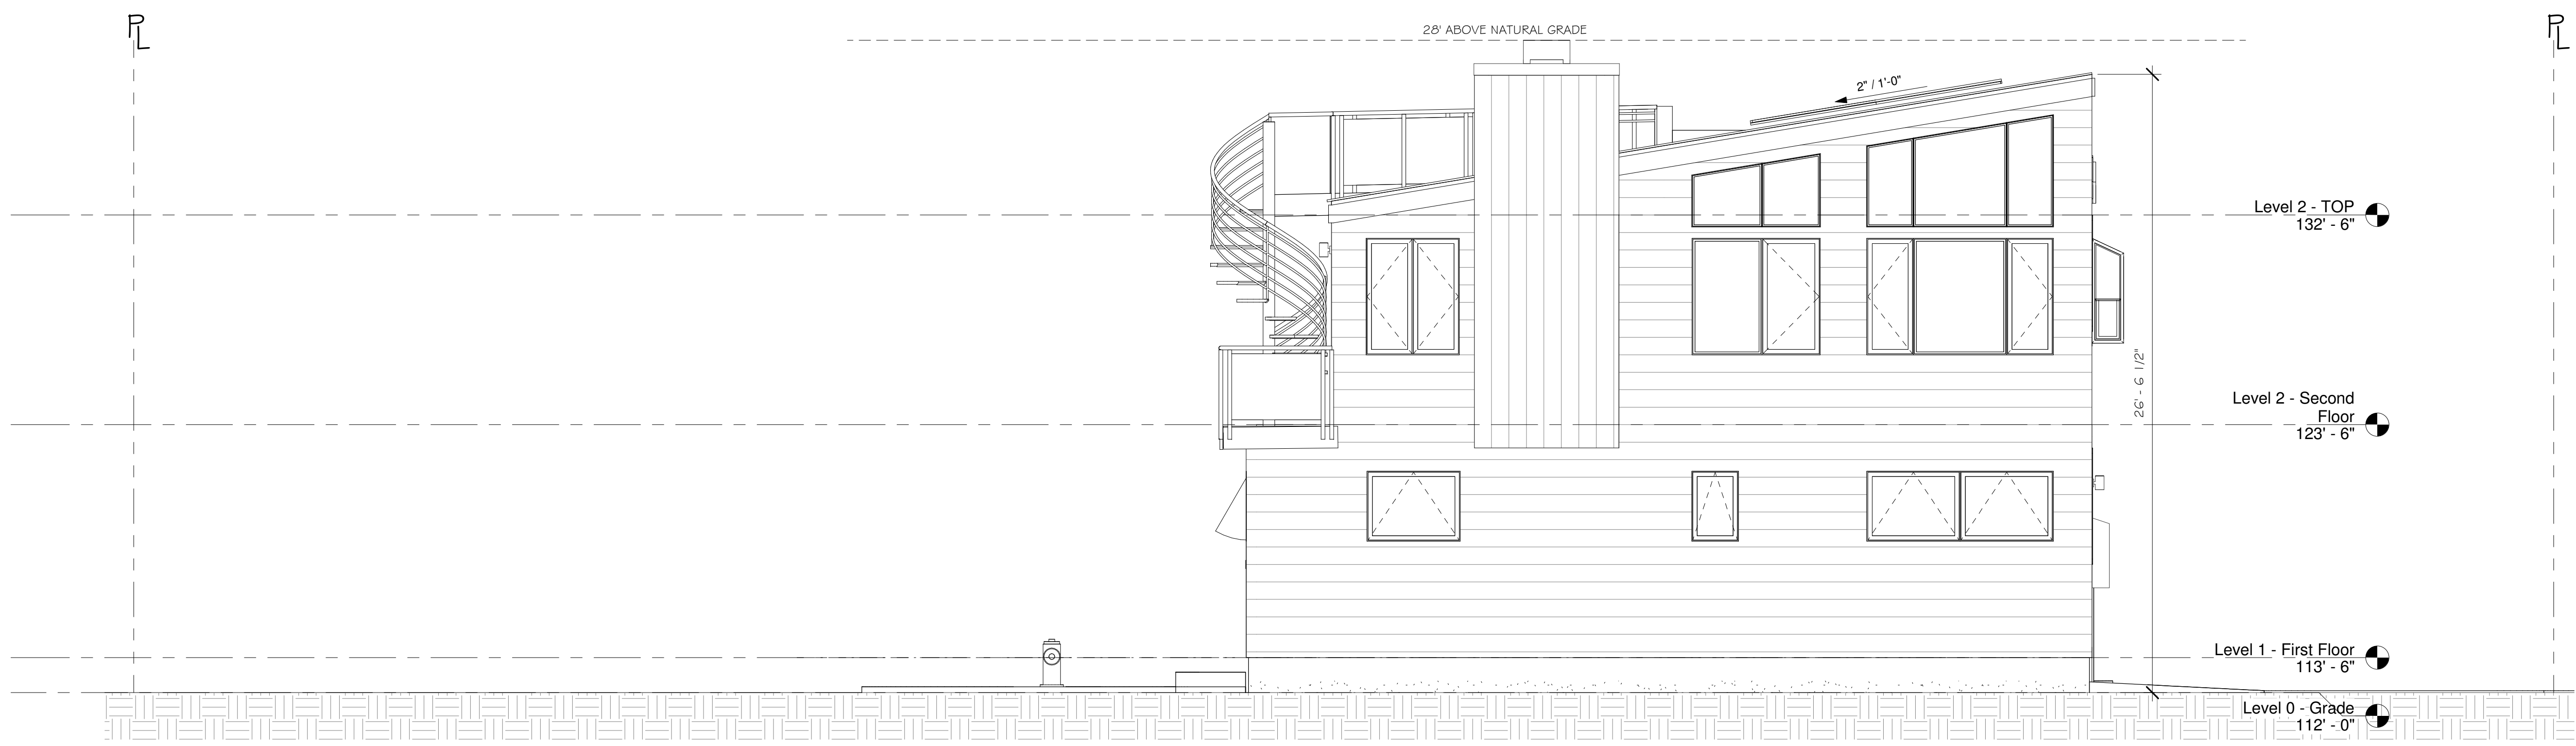 PL
28' ABOVE NATURAL GRADE
PL
2" / 1'-0"
Level 2 - TOP
132' - 6"
26' - 6 1/2"
Level 2 - Second
Floor
123' - 6"
Level 1 - First Floor
113' - 6"
Level 0 - Grade
112' - 0"